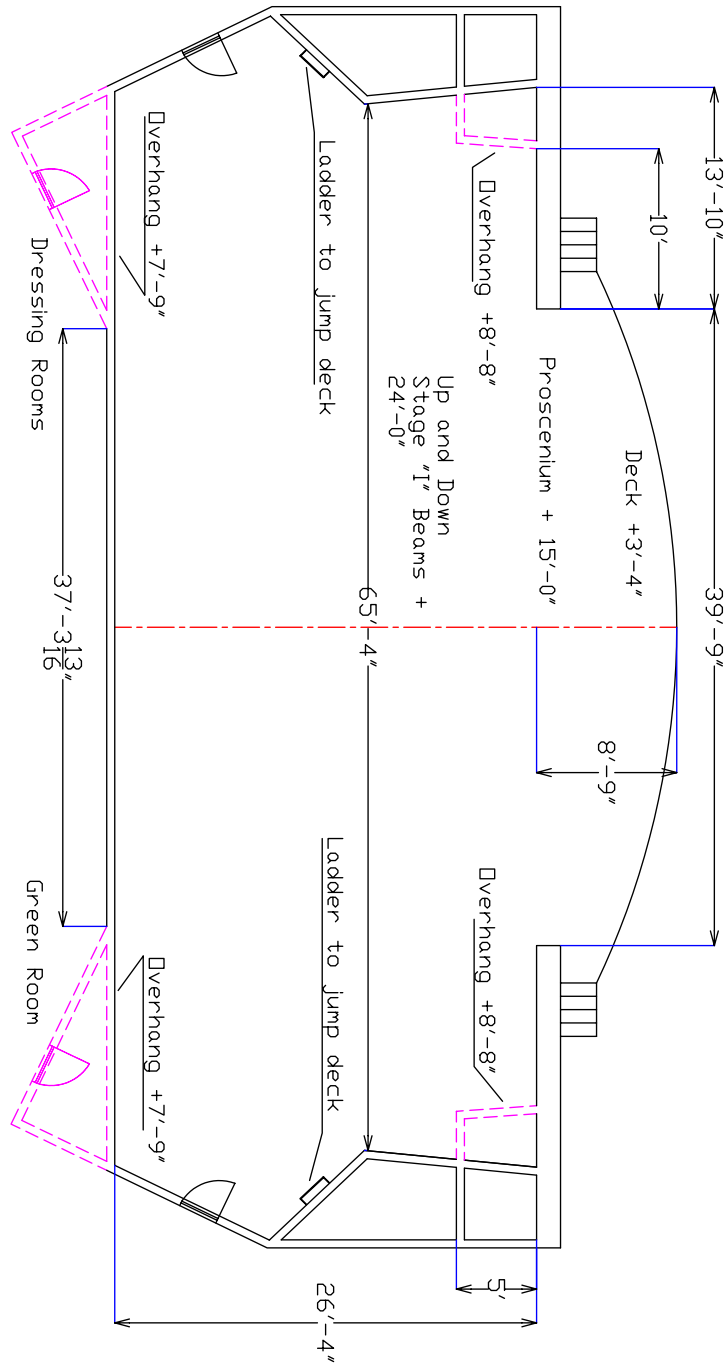 13'-10"
39'-9"
10'
Deck +3'-4"
8'-9"
Proscenium + 15'-0"
Overhang +8'-8"
Overhang +8'-8"
5'
Up and Down
Stage "I" Beams +
24'-0"
65'-4"
Ladder to jump deck
Ladder to jump deck
26'-4"
Overhang +7'-9"
Overhang +7'-9"
37'-3 13/16"
Dressing Rooms
Green Room